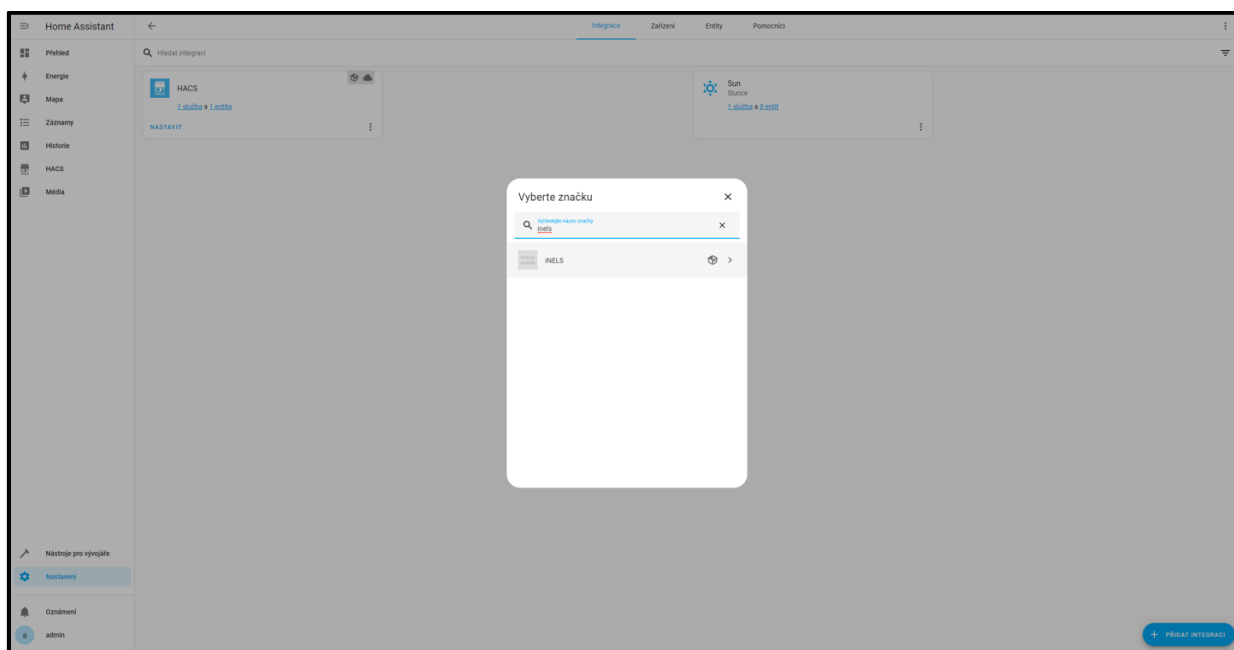 Home Assistant
Integrace
Zařízení
Entity
Pomocníci
Přehled
Energie
Mapa
Záznamy
Historie
HACS
Média
Hledat integraci
HACS
1 služba a 1 entita
NASTAVIT
Sun
Slunce
1 služba a 8 entit
Vyberte značku
Vyhledejte název značky
inels
iNELS
Nástroje pro vývojáře
Nastavení
Oznámení
a admin
+ PŘIDAT INTEGRACI